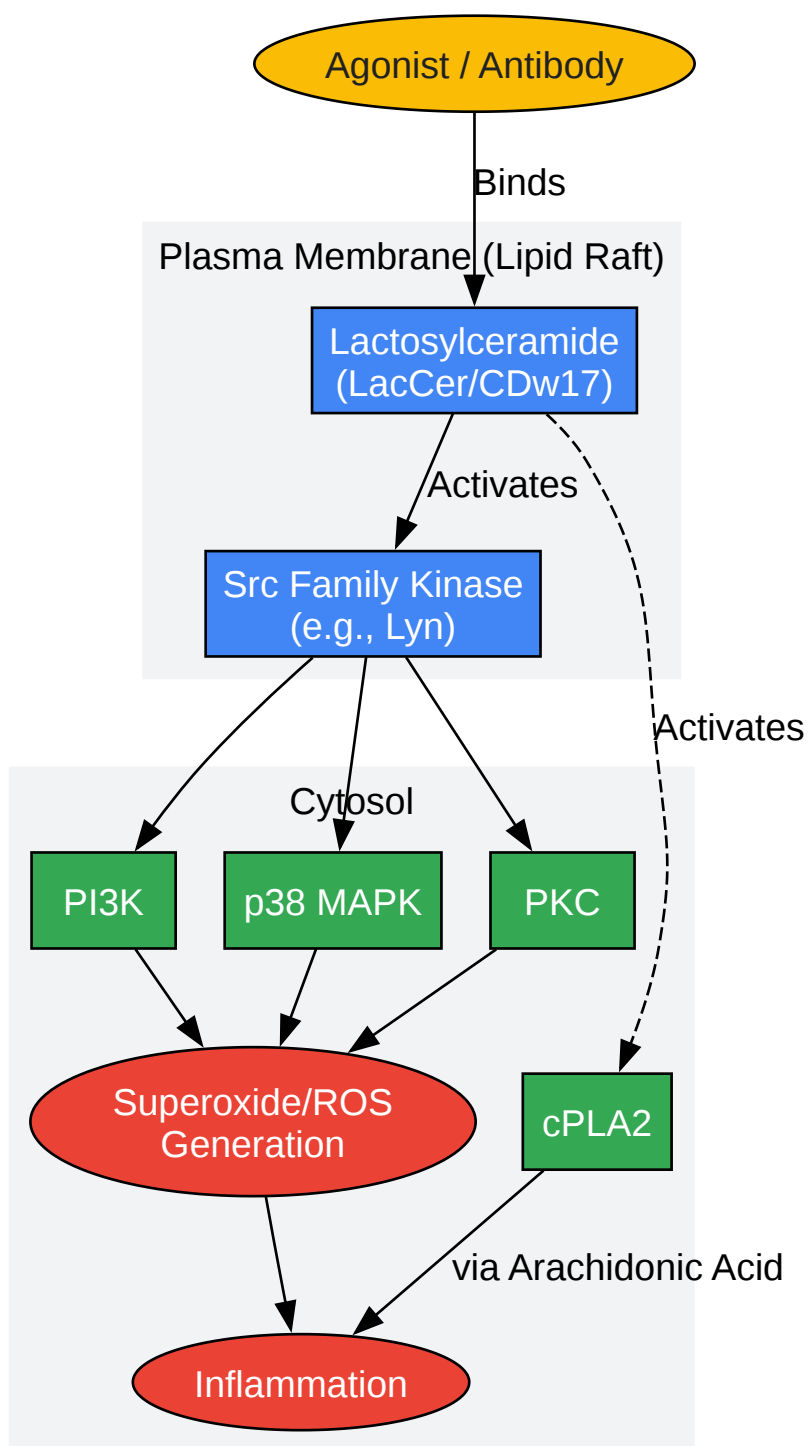 Agonist / Antibody
Binds
Plasma Membrane (Lipid Raft)
Lactosylceramide
(LacCer/CDw17)
Activates
Src Family Kinase
(e.g., Lyn)
Activates
Cytosol
PI3K
p38 MAPK
PKC
Superoxide/ROS
Generation
cPLA2
via Arachidonic Acid
Inflammation